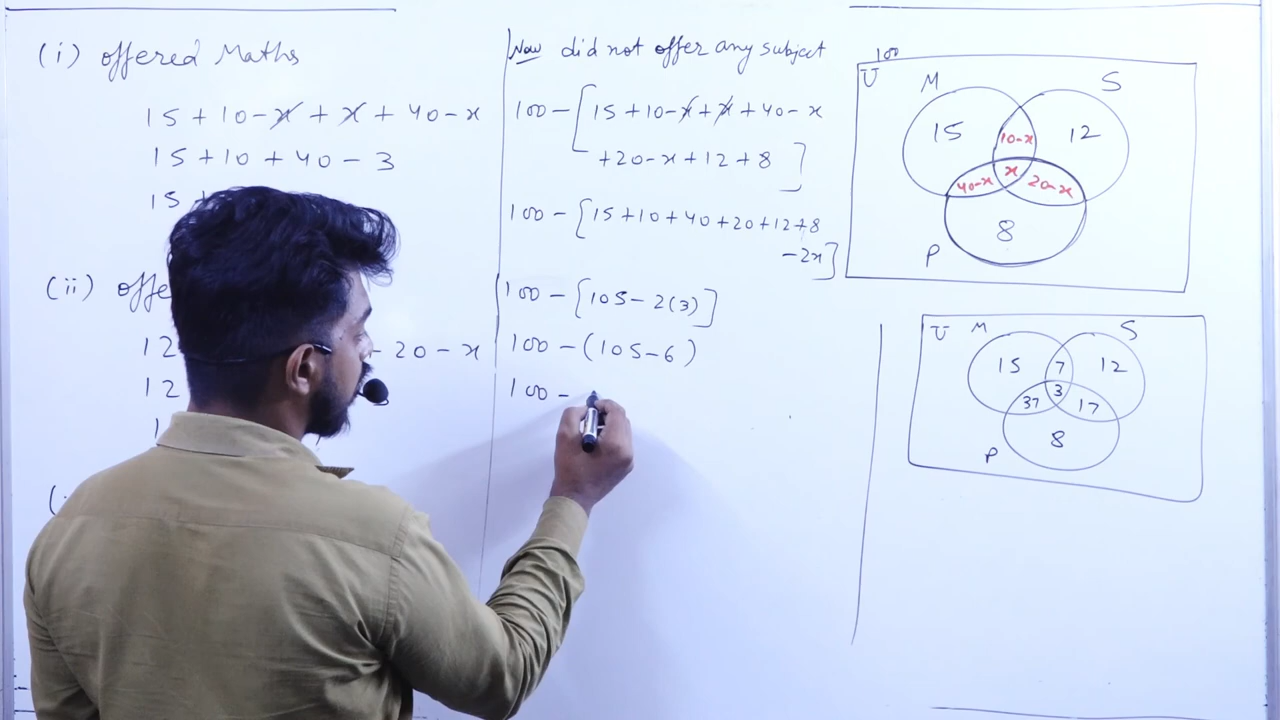 (i) offered Maths
15 + 10 - x + x + 40 - x
15 + 10 + 40 - 3
15 +
(ii)
12 - 20 - x
12
Now did not offer any subject
100 - [15 + 10 - x + x + 40 - x
+ 20 - x + 12 + 8]
100 - [15 + 10 + 40 + 20 + 12 + 8
- 2x]
100 - [105 - 2(3)]
100 - (105 - 6)
100 -
100
U
M
S
15
10-x
12
x
40-x
20-x
8
P
U
M
S
15
7
12
3
37
17
8
P